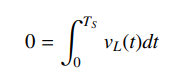 0 = ∫₀^{T_S} v_L(t)dt